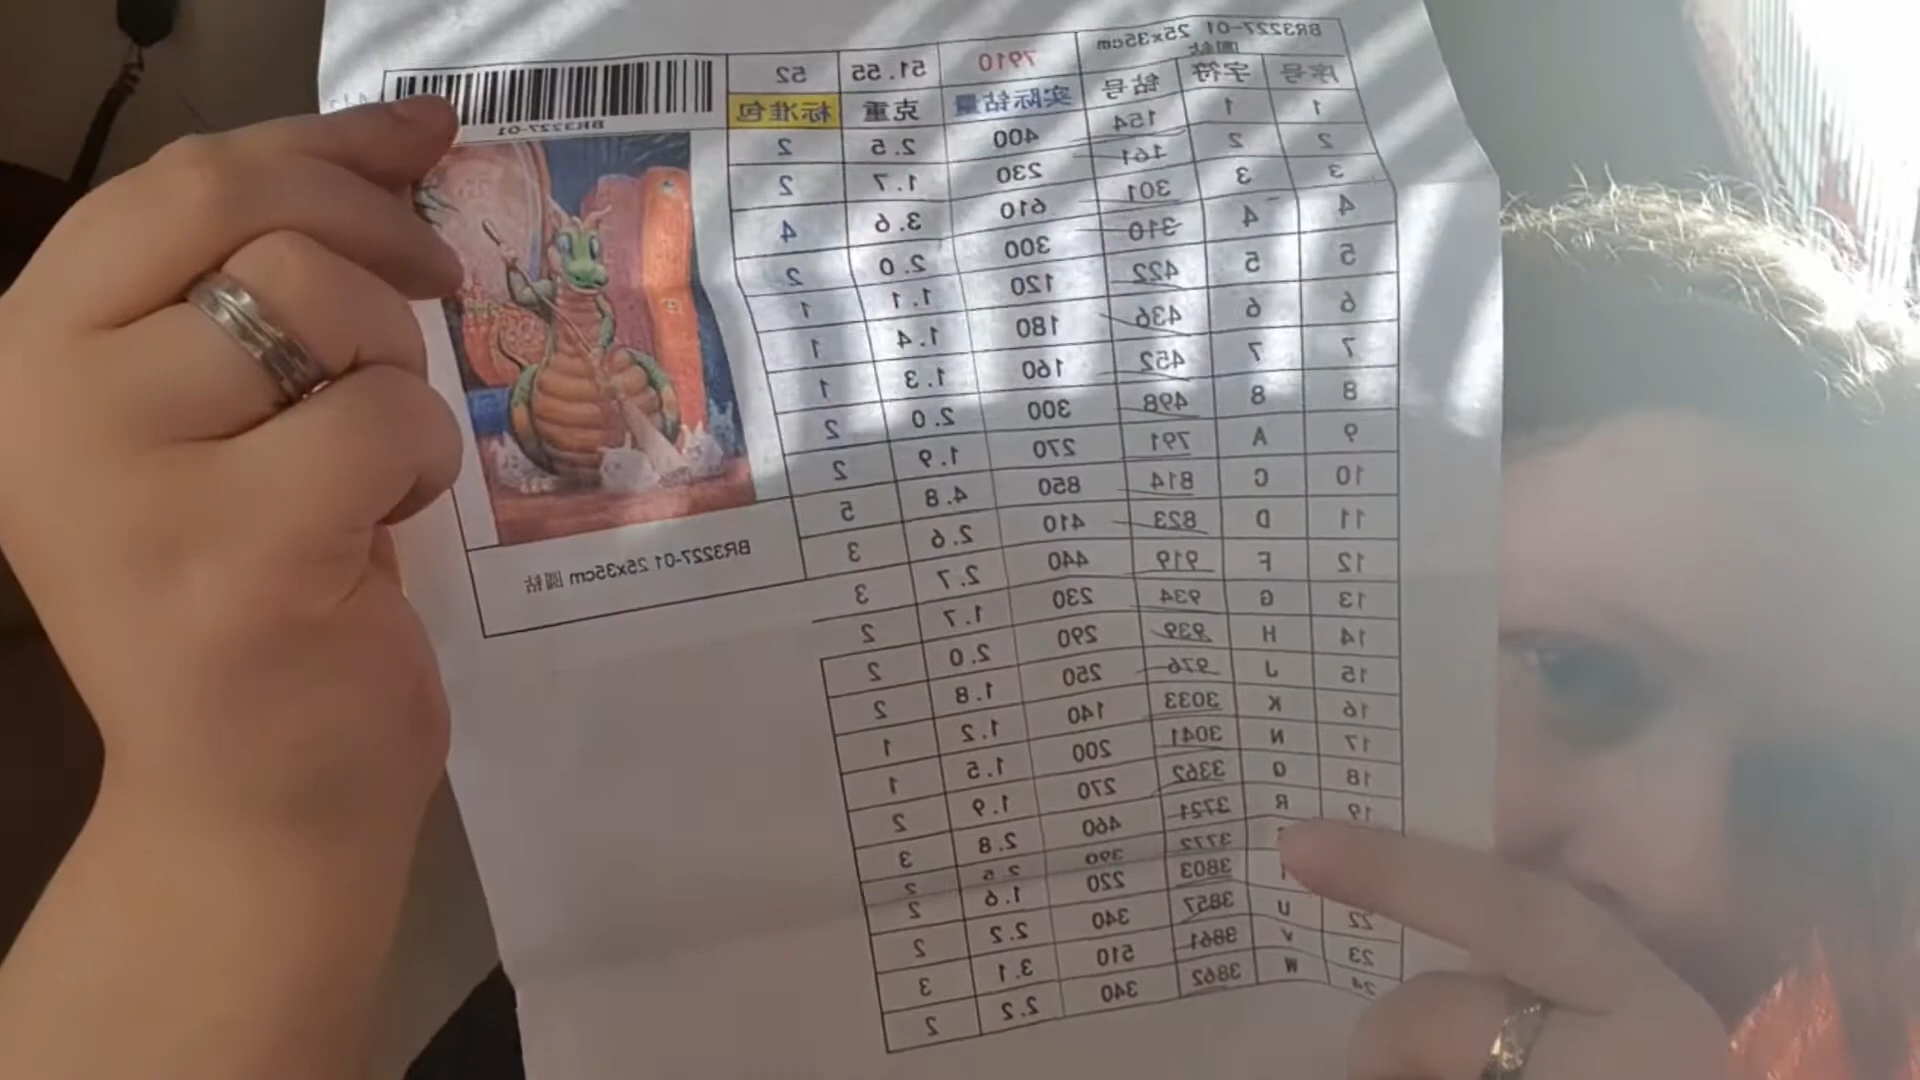 BR3227-01 25x35cm 圆钻 7910 51.55 52
序号 字符 钻号 实际钻量 克重 标准包
1 1 154 400 2.5 2
2 2 161 230 1.7 2
3 3 301 610 3.6 4
4 4 310 300 2.0 2
5 5 422 120 1.1 1
6 6 436 180 1.4 1
7 7 452 160 1.3 1
8 8 498 300 2.0 2
9 A 791 270 1.9 2
10 C 814 850 4.8 5
11 D 823 410 2.6 3
12 F 919 440 2.7 3
13 G 934 230 1.7 2
14 H 939 290 2.0 2
15 J 976 250 1.8 2
16 K 3033 140 1.2 1
17 N 3041 200 1.5 1
18 O 3362 270 1.9 2
19 R 3721 460 2.8 3
3772 390 2.5 2
3803 220 1.6 2
22 U 3857 340 2.2 2
23 V 3861 510 3.1 3
24 W 3862 340 2.2 2
BR3227-01
BR3227-01 25x35cm 圆钻